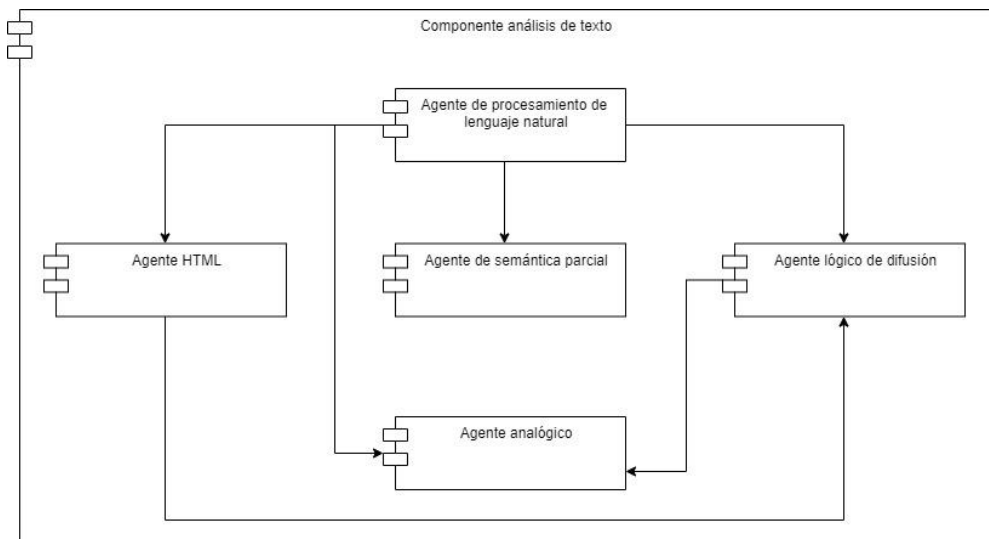 Componente análisis de texto
Agente de procesamiento de
lenguaje natural
Agente HTML
Agente de semántica parcial
Agente lógico de difusión
Agente analógico